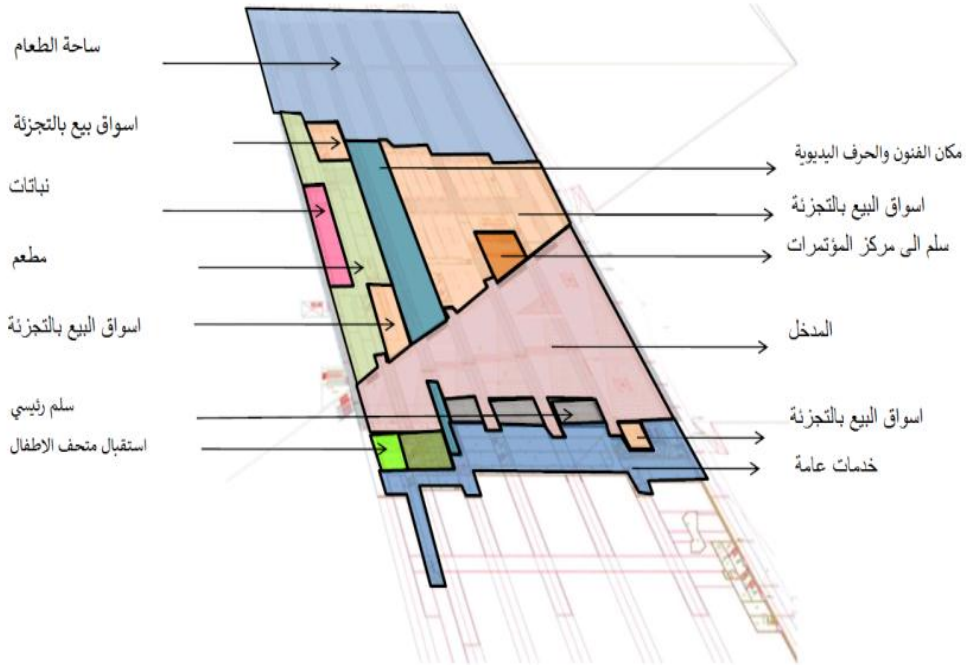 ساحة الطعام
اسواق بيع بالتجزئة
نباتات
مطعم
اسواق البيع بالتجزئة
سلم رئيسي
استقبال متحف الاطفال
مكان الفنون والحرف اليديوية
اسواق البيع بالتجزئة
سلم الى مركز المؤتمرات
المدخل
اسواق البيع بالتجزئة
خدمات عامة